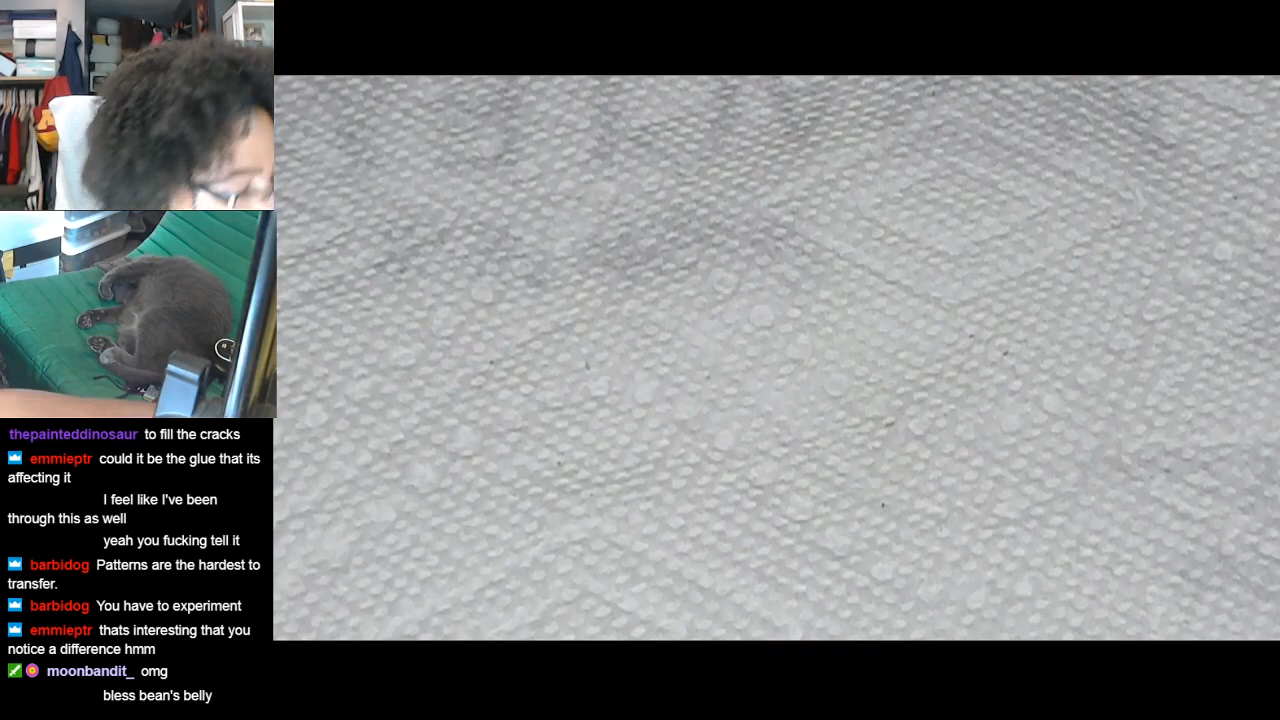 thepainteddinosaur to fill the cracks
emmieptr could it be the glue that its
affecting it
I feel like I've been
through this as well
yeah you fucking tell it
barbidog Patterns are the hardest to
transfer.
barbidog You have to experiment
emmieptr thats interesting that you
notice a difference hmm
moonbandit_ omg
bless bean's belly